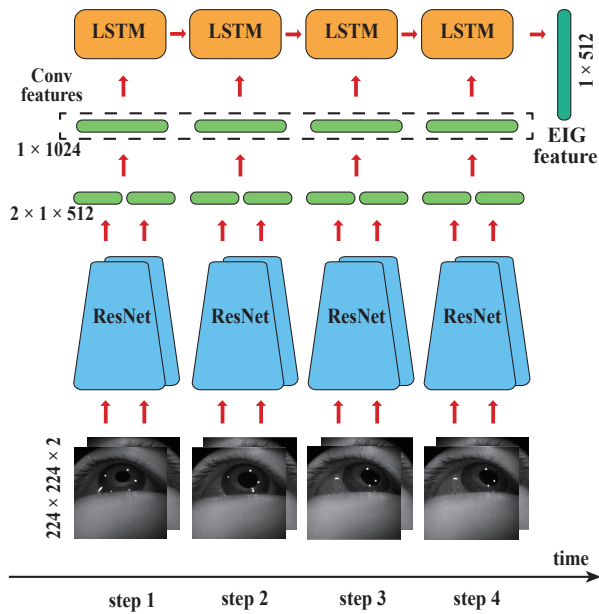 LSTM LSTM LSTM LSTM
1 × 512
Conv
features
EIG
feature
1 × 1024
2 × 1 × 512
ResNet ResNet ResNet ResNet
224 × 224 × 2
time
step 1 step 2 step 3 step 4